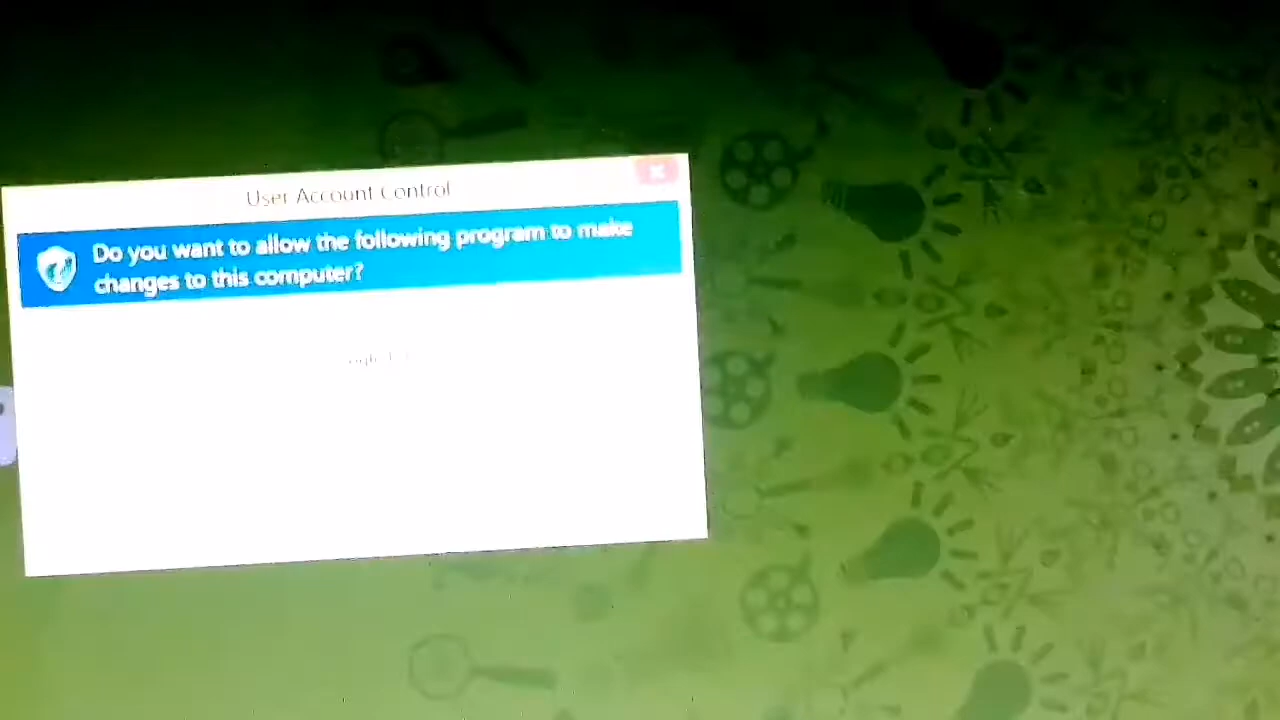 User Account Control
Do you want to allow the following program to make
changes to this computer?